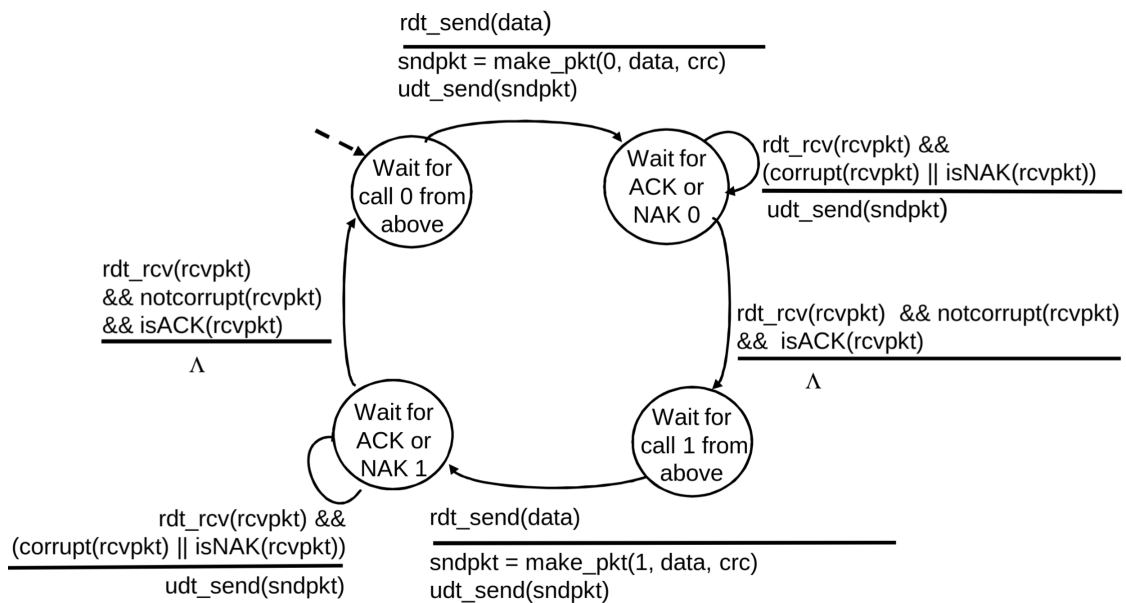 rdt_send(data)
sndpkt = make_pkt(0, data, crc)
udt_send(sndpkt)
Wait for
call 0 from
above
Wait for
ACK or
NAK 0
rdt_rcv(rcvpkt) &&
(corrupt(rcvpkt) || isNAK(rcvpkt))
udt_send(sndpkt)
rdt_rcv(rcvpkt)
&& notcorrupt(rcvpkt)
&& isACK(rcvpkt)
Λ
rdt_rcv(rcvpkt) && notcorrupt(rcvpkt)
&& isACK(rcvpkt)
Λ
Wait for
ACK or
NAK 1
Wait for
call 1 from
above
rdt_rcv(rcvpkt) &&
(corrupt(rcvpkt) || isNAK(rcvpkt))
udt_send(sndpkt)
rdt_send(data)
sndpkt = make_pkt(1, data, crc)
udt_send(sndpkt)